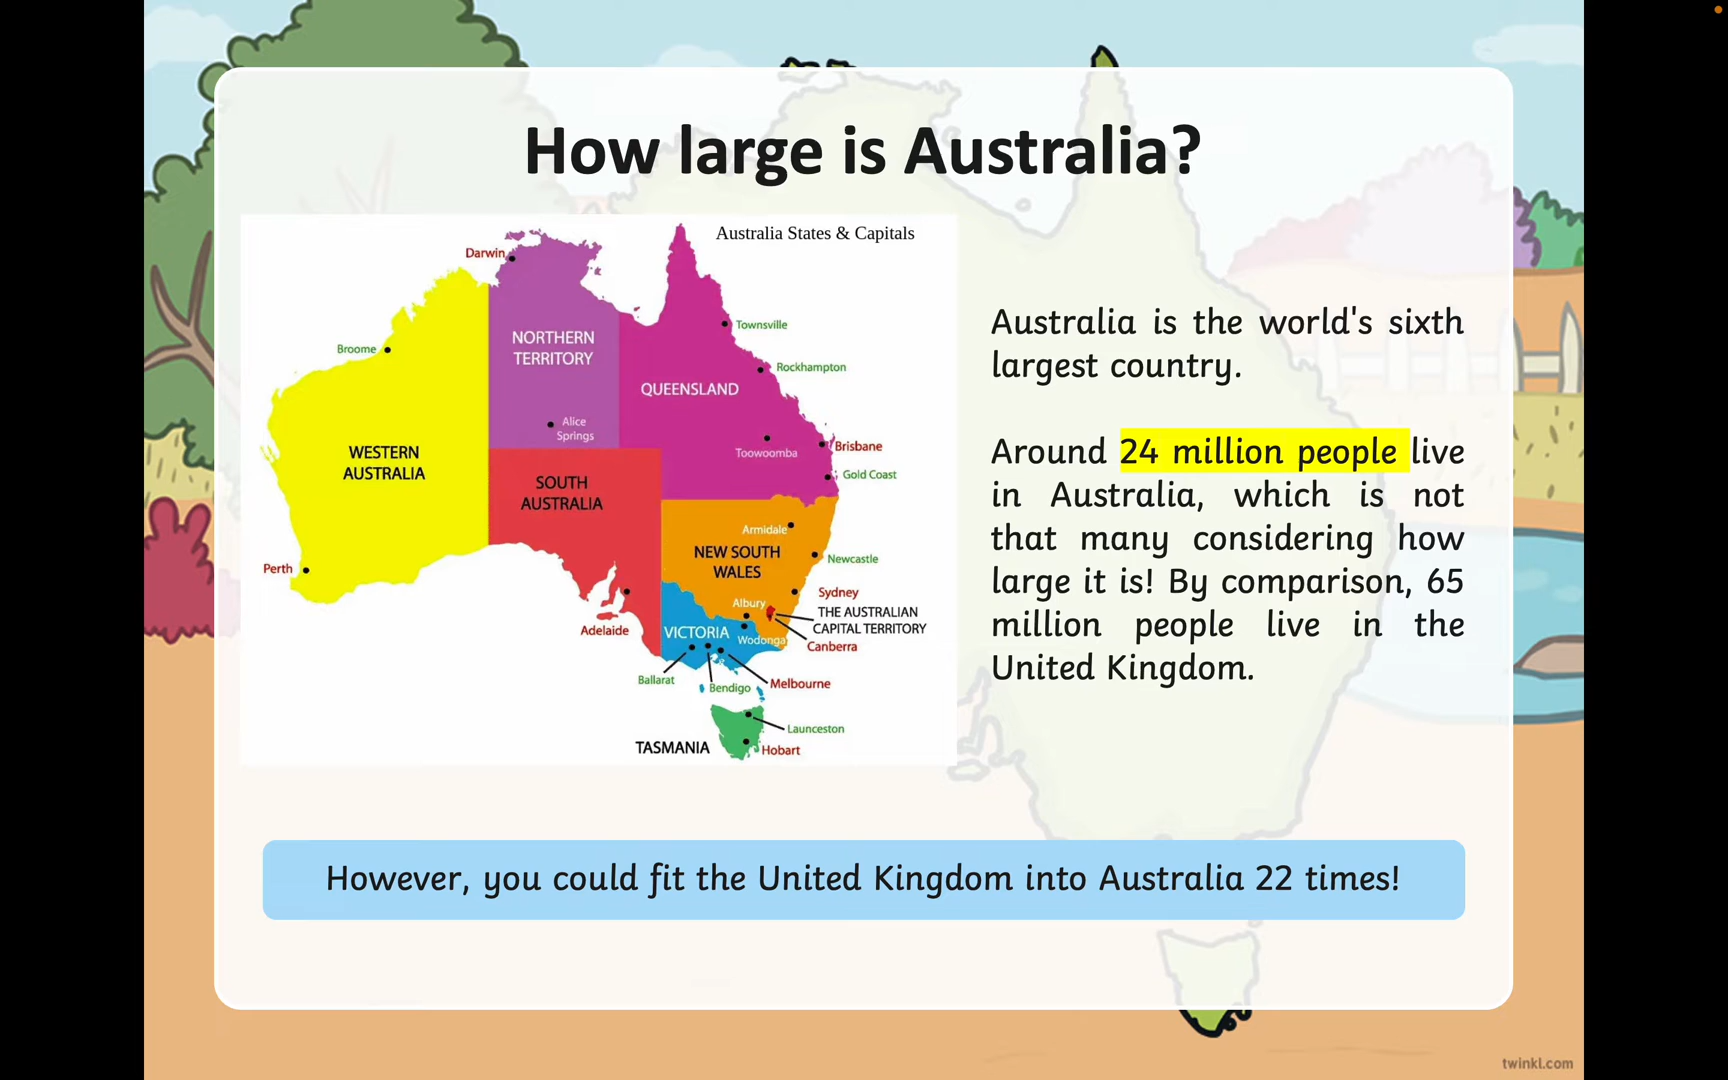 How large is Australia?
Australia States & Capitals
Darwin
NORTHERN
TERRITORY
Townsville
Broome
Rockhampton
QUEENSLAND
Alice
Springs
Brisbane
Toowoomba
WESTERN
AUSTRALIA
Gold Coast
SOUTH
AUSTRALIA
Armidale
NEW SOUTH
WALES
Newcastle
Perth
Sydney
Albury
THE AUSTRALIAN
CAPITAL TERRITORY
Adelaide
VICTORIA
Wodonga
Canberra
Ballarat
Bendigo
Melbourne
Launceston
TASMANIA
Hobart
Australia is the world's sixth
largest country.
Around 24 million people live
in Australia, which is not
that many considering how
large it is! By comparison, 65
million people live in the
United Kingdom.
However, you could fit the United Kingdom into Australia 22 times!
twinkl.com